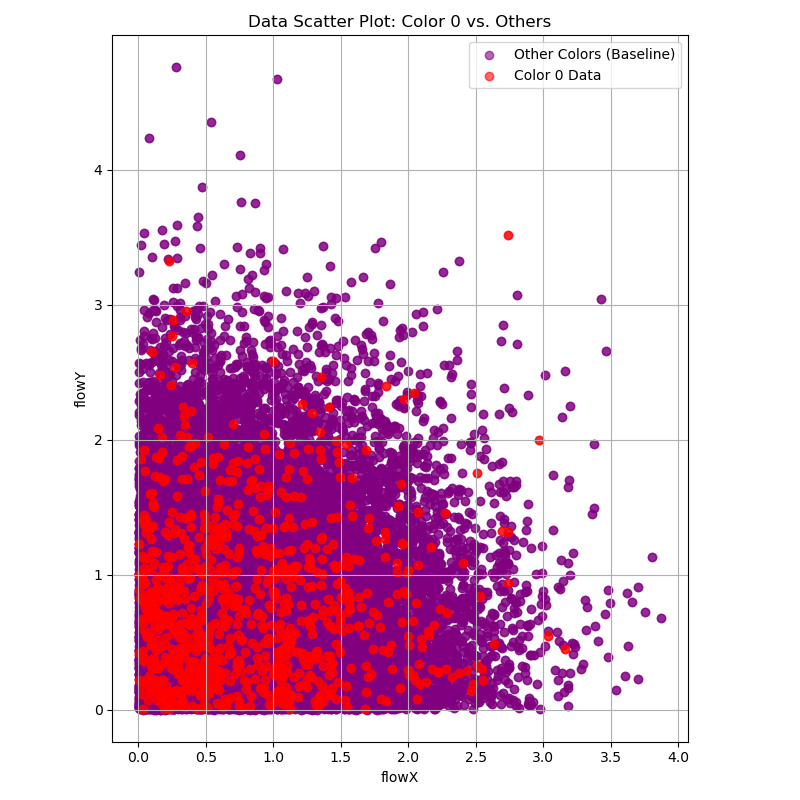 Data Scatter Plot: Color 0 vs. Others
Other Colors (Baseline)
Color 0 Data
4
3
2
1
0
flowY
0.0 0.5 1.0 1.5 2.0 2.5 3.0 3.5 4.0
flowX